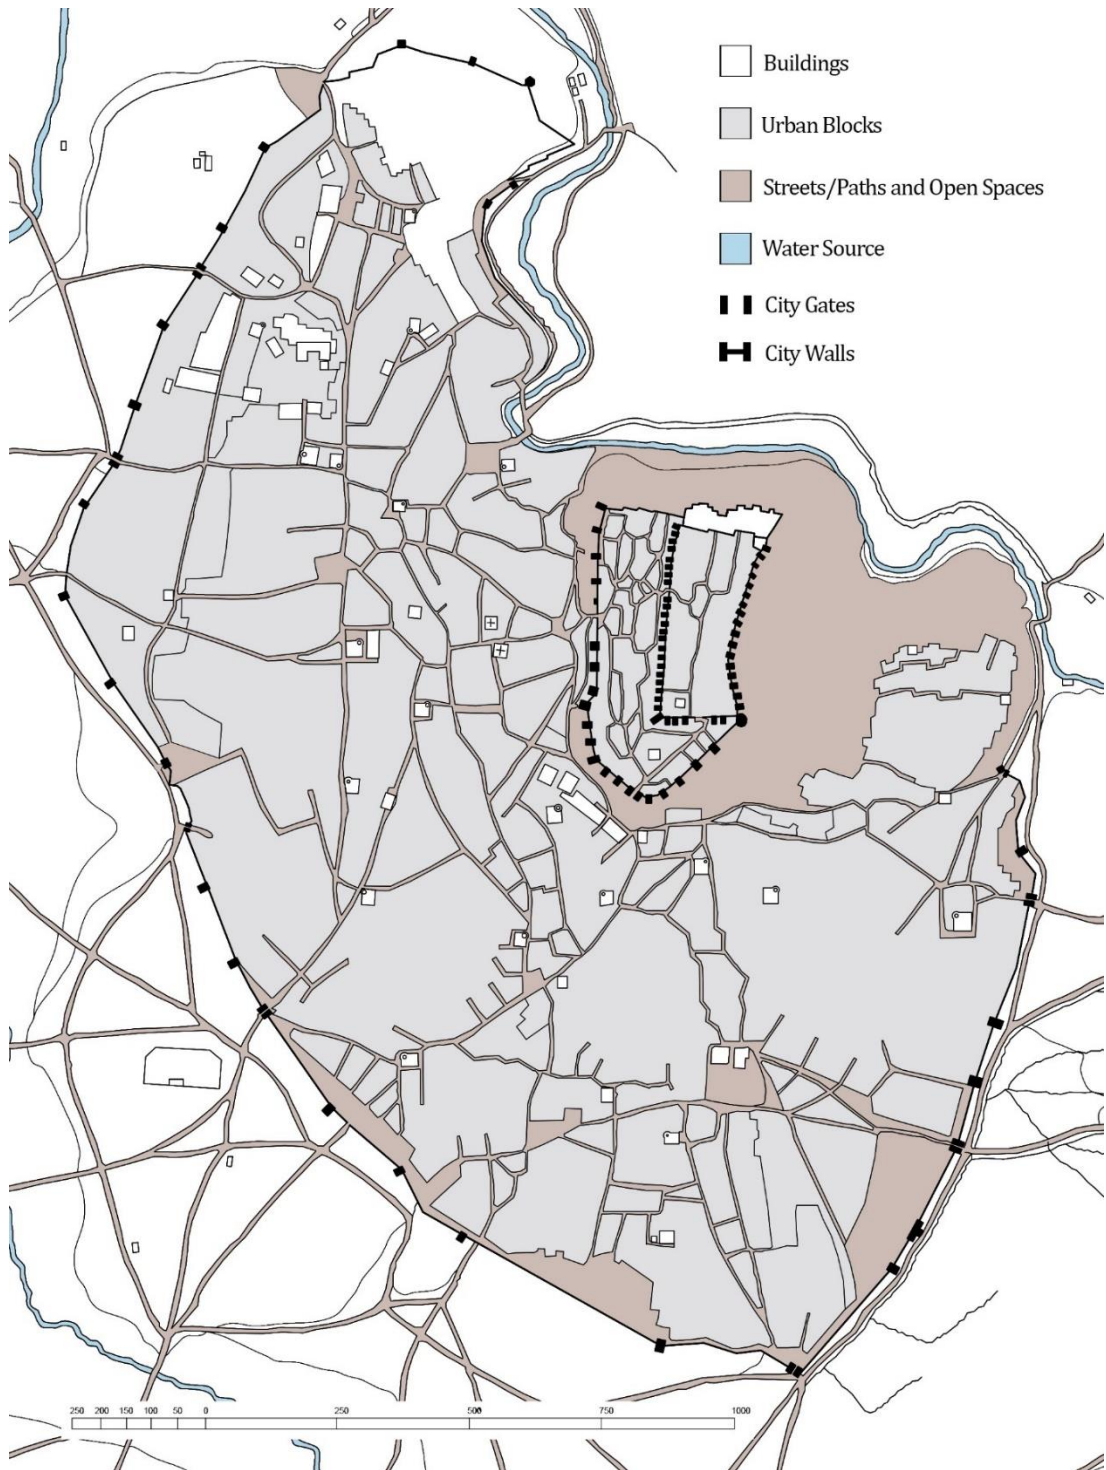 Buildings
Urban Blocks
Streets/Paths and Open Spaces
Water Source
City Gates
City Walls
250 200 150 100 50 0 250 500 750 1000